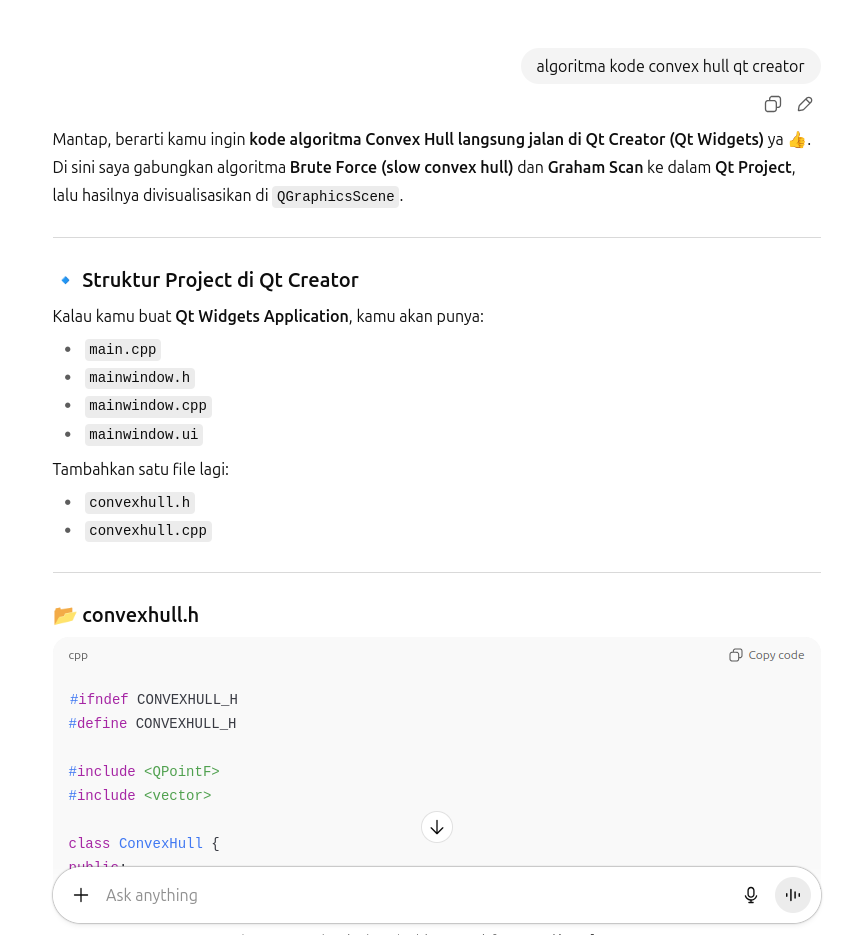 algoritma kode convex hull qt creator
Mantap, berarti kamu ingin kode algoritma Convex Hull langsung jalan di Qt Creator (Qt Widgets) ya 👍.
Di sini saya gabungkan algoritma Brute Force (slow convex hull) dan Graham Scan ke dalam Qt Project,
lalu hasilnya divisualisasikan di QGraphicsScene.
🔹 Struktur Project di Qt Creator
Kalau kamu buat Qt Widgets Application, kamu akan punya:
• main.cpp
• mainwindow.h
• mainwindow.cpp
• mainwindow.ui
Tambahkan satu file lagi:
• convexhull.h
• convexhull.cpp
📂 convexhull.h
cpp
Copy code
#ifndef CONVEXHULL_H
#define CONVEXHULL_H
#include <QPointF>
#include <vector>
class ConvexHull {
public:
Ask anything